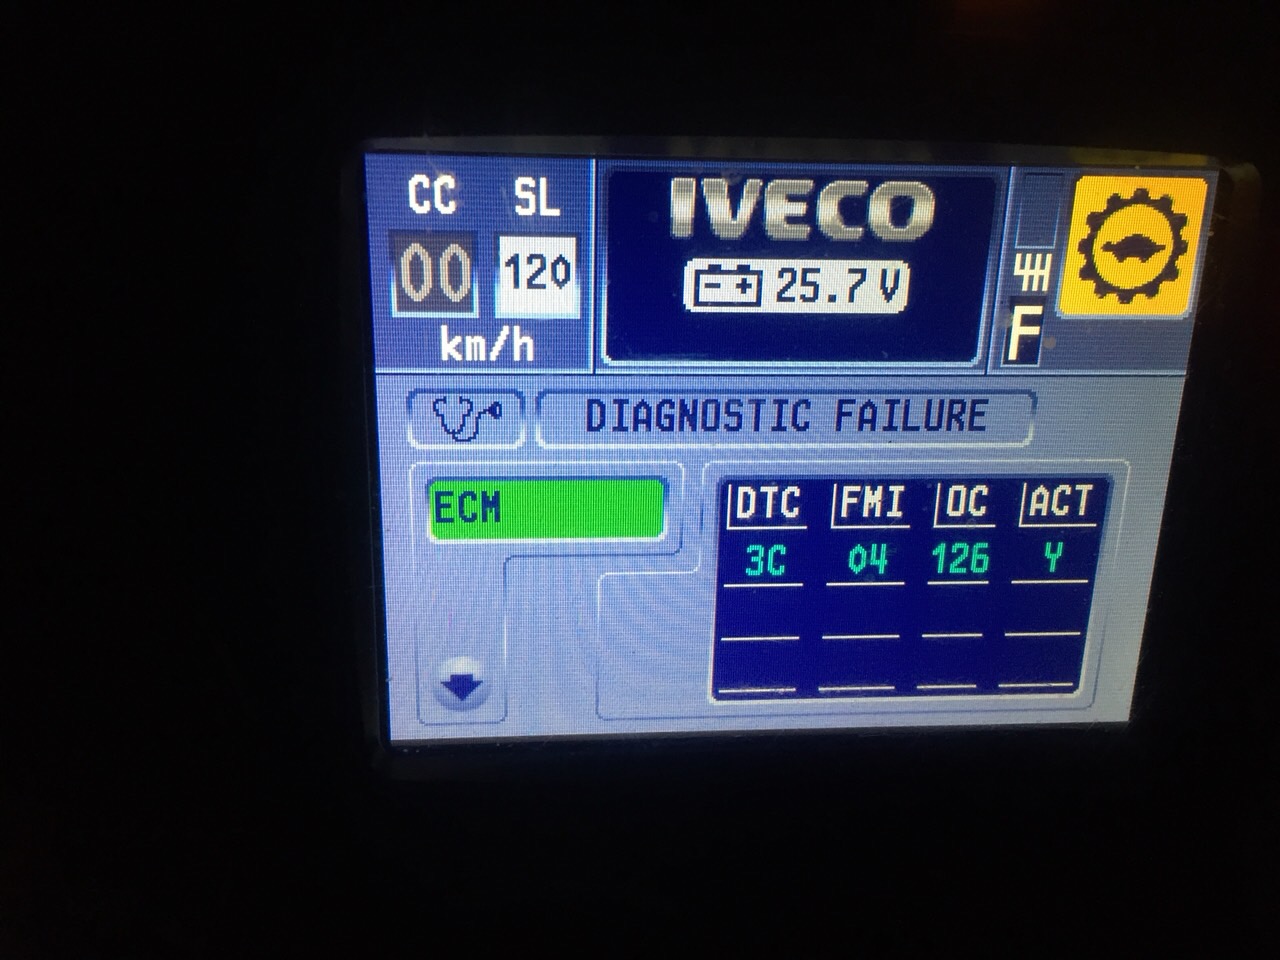 CC SL
00 120
km/h
IVECO
25.7 V
F
DIAGNOSTIC FAILURE
ECM
DTC FMI OC ACT
3C 04 126 Y